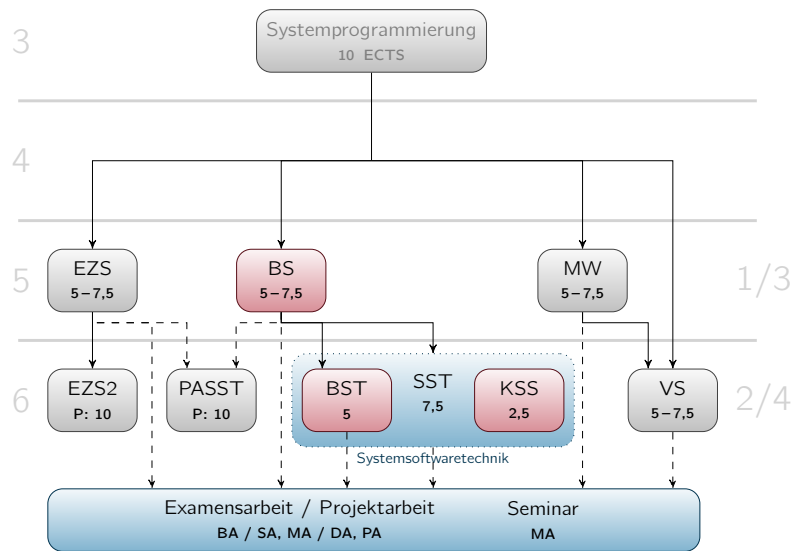 3
Systemprogrammierung
10 ECTS
4
5
EZS
5–7,5
BS
5–7,5
MW
5–7,5
1/3
6
EZS2
P: 10
PASST
P: 10
BST
5
SST
7,5
KSS
2,5
VS
5–7,5
2/4
Systemsoftwaretechnik
Examensarbeit / Projektarbeit
BA / SA, MA / DA, PA
Seminar
MA